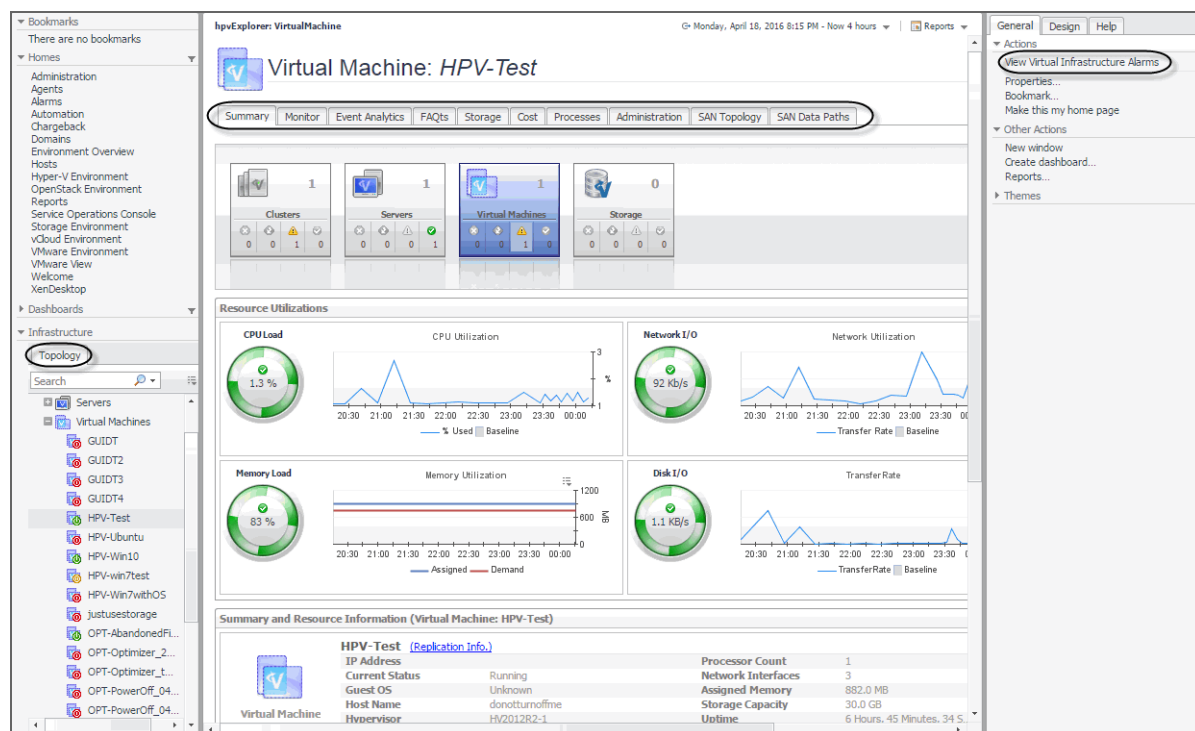 Bookmarks
There are no bookmarks
Homes
Administration
Agents
Alarms
Automation
Chargeback
Domains
Environment Overview
Hosts
Hyper-V Environment
OpenStack Environment
Reports
Service Operations Console
Storage Environment
vCloud Environment
VMware Environment
VMware View
Welcome
XenDesktop
Dashboards
Infrastructure
Topology
Search
Servers
Virtual Machines
GUIDT
GUIDT2
GUIDT3
GUIDT4
HPV-Test
HPV-Ubuntu
HPV-Win10
HPV-win7test
HPV-Win7withOS
justusestorage
OPT-AbandonedFi...
OPT-Optimizer_2...
OPT-Optimizer_t...
OPT-PowerOff_04...
OPT-PowerOff_04...
hpvExplorer: VirtualMachine
Monday, April 18, 2016 8:15 PM - Now 4 hours
Reports
Virtual Machine: HPV-Test
Summary Monitor Event Analytics FAQts Storage Cost Processes Administration SAN Topology SAN Data Paths
1 1 1 0
Clusters Servers Virtual Machines Storage
0 0 1 0 0 0 0 1 0 0 1 0 0 0 0 0
Resource Utilizations
CPU Load
1.3 %
CPU Utilization
3
%
1
20:30 21:00 21:30 22:00 22:30 23:00 23:30 00:00
% Used Baseline
Network I/O
92 Kb/s
Network Utilization
20:30 21:00 21:30 22:00 22:30 23:00 23:30
Transfer Rate Baseline
Memory Load
83 %
Memory Utilization
1200
600
0
MB
20:30 21:00 21:30 22:00 22:30 23:00 23:30 00:00
Assigned Demand
Disk I/O
1.1 KB/s
TransferRate
20:30 21:00 21:30 22:00 22:30 23:00 23:30
TransferRate Baseline
Summary and Resource Information (Virtual Machine: HPV-Test)
Virtual Machine
HPV-Test (Replication Info.)
IP Address
Current Status Running
Guest OS Unknown
Host Name donotturnoffme
Hypervisor HV2012R2-1
Processor Count 1
Network Interfaces 3
Assigned Memory 882.0 MB
Storage Capacity 30.0 GB
Uptime 6 Hours, 45 Minutes, 34 S
General Design Help
Actions
View Virtual Infrastructure Alarms
Properties...
Bookmark...
Make this my home page
Other Actions
New window
Create dashboard...
Reports...
Themes